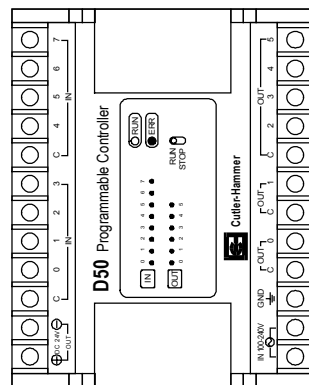 7 6 5 4 C 3 2 1 0 C
IN IN
DC 24V
OUT
D50 Programmable Controller
RUN
ERR
RUN
STOP
0 1 2 3 4 5 6 7
IN
0 1 2 3 4 5
OUT
Cutler-Hammer
5 4 3 2 C 1 C 0 C
OUT OUT OUT
GND
IN 100-240V